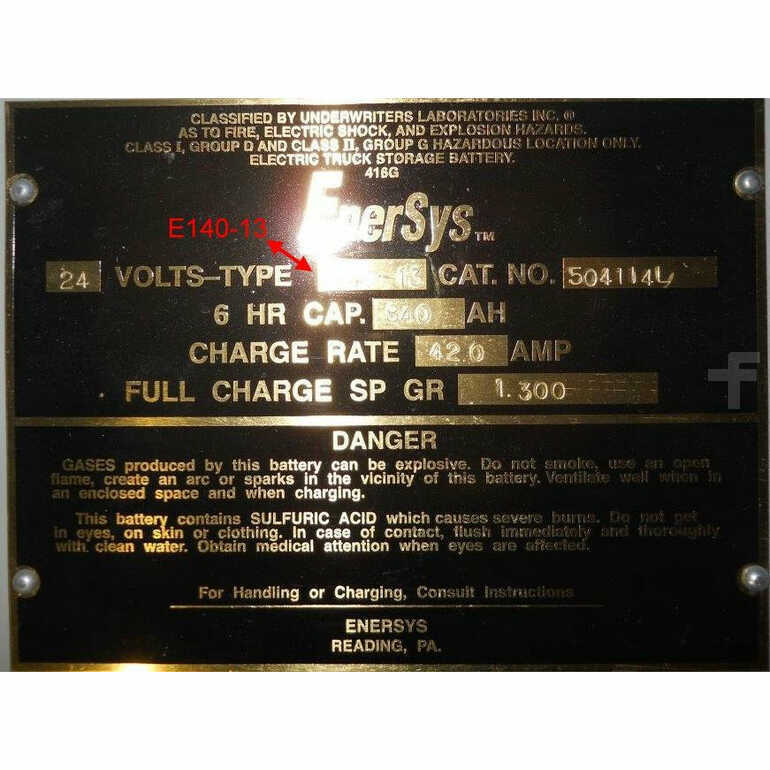 CLASSIFIED BY UNDERWRITERS LABORATORIES INC. ®
AS TO FIRE, ELECTRIC SHOCK, AND EXPLOSION HAZARDS.
CLASS I, GROUP D AND CLASS II, GROUP G HAZARDOUS LOCATION ONLY.
ELECTRIC TRUCK STORAGE BATTERY.
416G
EnerSys™
E140-13
24 VOLTS-TYPE -13 CAT. NO. 504114L
6 HR CAP. 840 AH
CHARGE RATE 42.0 AMP
FULL CHARGE SP GR 1.300
DANGER
GASES produced by this battery can be explosive. Do not smoke, use an open
flame, create an arc or sparks in the vicinity of this battery. Ventilate well when in
an enclosed space and when charging.
This battery contains SULFURIC ACID which causes severe burns. Do not get
in eyes, on skin or clothing. In case of contact, flush immediately and thoroughly
with clean water. Obtain medical attention when eyes are affected.
For Handling or Charging, Consult Instructions
ENERSYS
READING, PA.